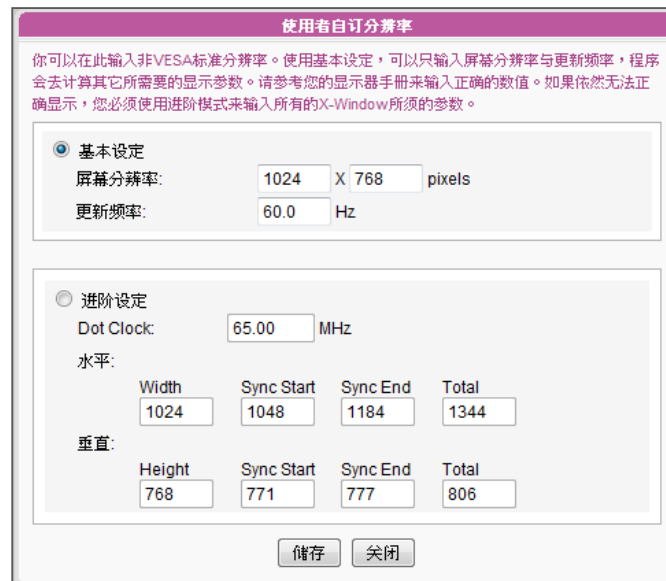 使用者自订分辨率
你可以在此输入非VESA标准分辨率。使用基本设定，可以只输入屏幕分辨率与更新频率，程序
会去计算其它所需要的显示参数。请参考您的显示器手册来输入正确的数值。如果依然无法正
确显示，您必须使用进阶模式来输入所有的X-Window所须的参数。
基本设定
屏幕分辨率: 1024 X 768 pixels
更新频率: 60.0 Hz
进阶设定
Dot Clock: 65.00 MHz
水平:
Width Sync Start Sync End Total
1024 1048 1184 1344
垂直:
Height Sync Start Sync End Total
768 771 777 806
储存 关闭